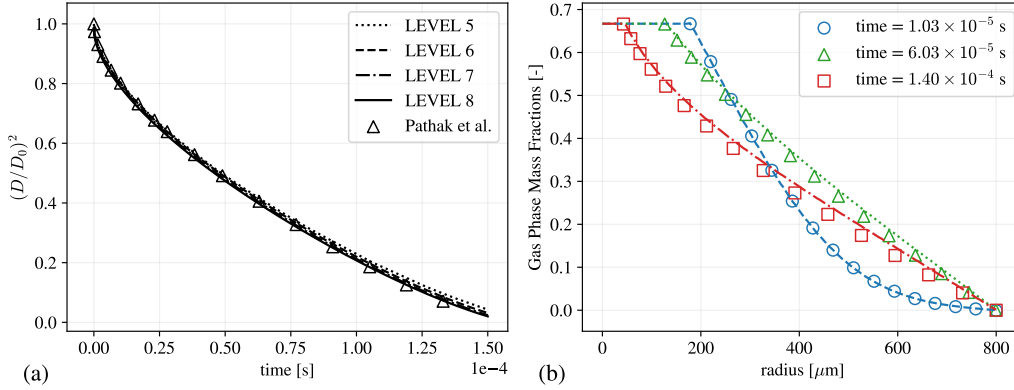 1.0
0.8
0.6
0.4
0.2
0.0
(D/D₀)²
LEVEL 5
LEVEL 6
LEVEL 7
LEVEL 8
Pathak et al.
0.00 0.25 0.50 0.75 1.00 1.25 1.50
1e−4
time [s]
(a)
0.7
0.6
0.5
0.4
0.3
0.2
0.1
0.0
Gas Phase Mass Fractions [-]
time = 1.03 × 10⁻⁵ s
time = 6.03 × 10⁻⁵ s
time = 1.40 × 10⁻⁴ s
0 200 400 600 800
radius [μm]
(b)